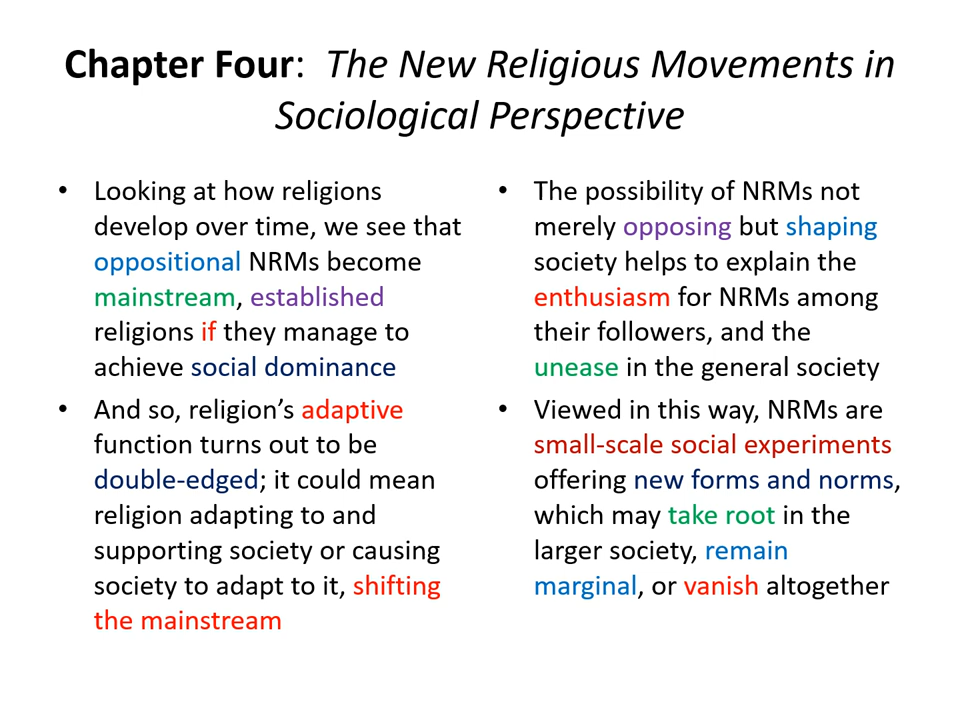 Chapter Four:  The New Religious Movements in
Sociological Perspective
• Looking at how religions
develop over time, we see that
oppositional NRMs become
mainstream, established
religions if they manage to
achieve social dominance
• And so, religion’s adaptive
function turns out to be
double-edged; it could mean
religion adapting to and
supporting society or causing
society to adapt to it, shifting
the mainstream
• The possibility of NRMs not
merely opposing but shaping
society helps to explain the
enthusiasm for NRMs among
their followers, and the
unease in the general society
• Viewed in this way, NRMs are
small-scale social experiments
offering new forms and norms,
which may take root in the
larger society, remain
marginal, or vanish altogether